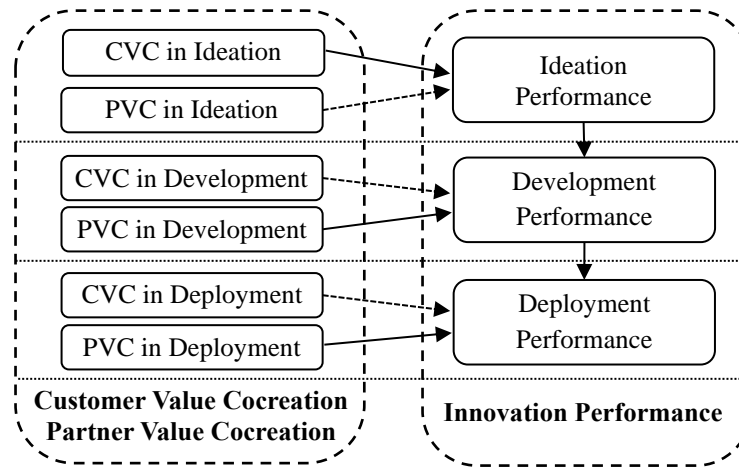 CVC in Ideation
PVC in Ideation
Ideation
Performance
CVC in Development
PVC in Development
Development
Performance
CVC in Deployment
PVC in Deployment
Deployment
Performance
Customer Value Cocreation
Partner Value Cocreation
Innovation Performance